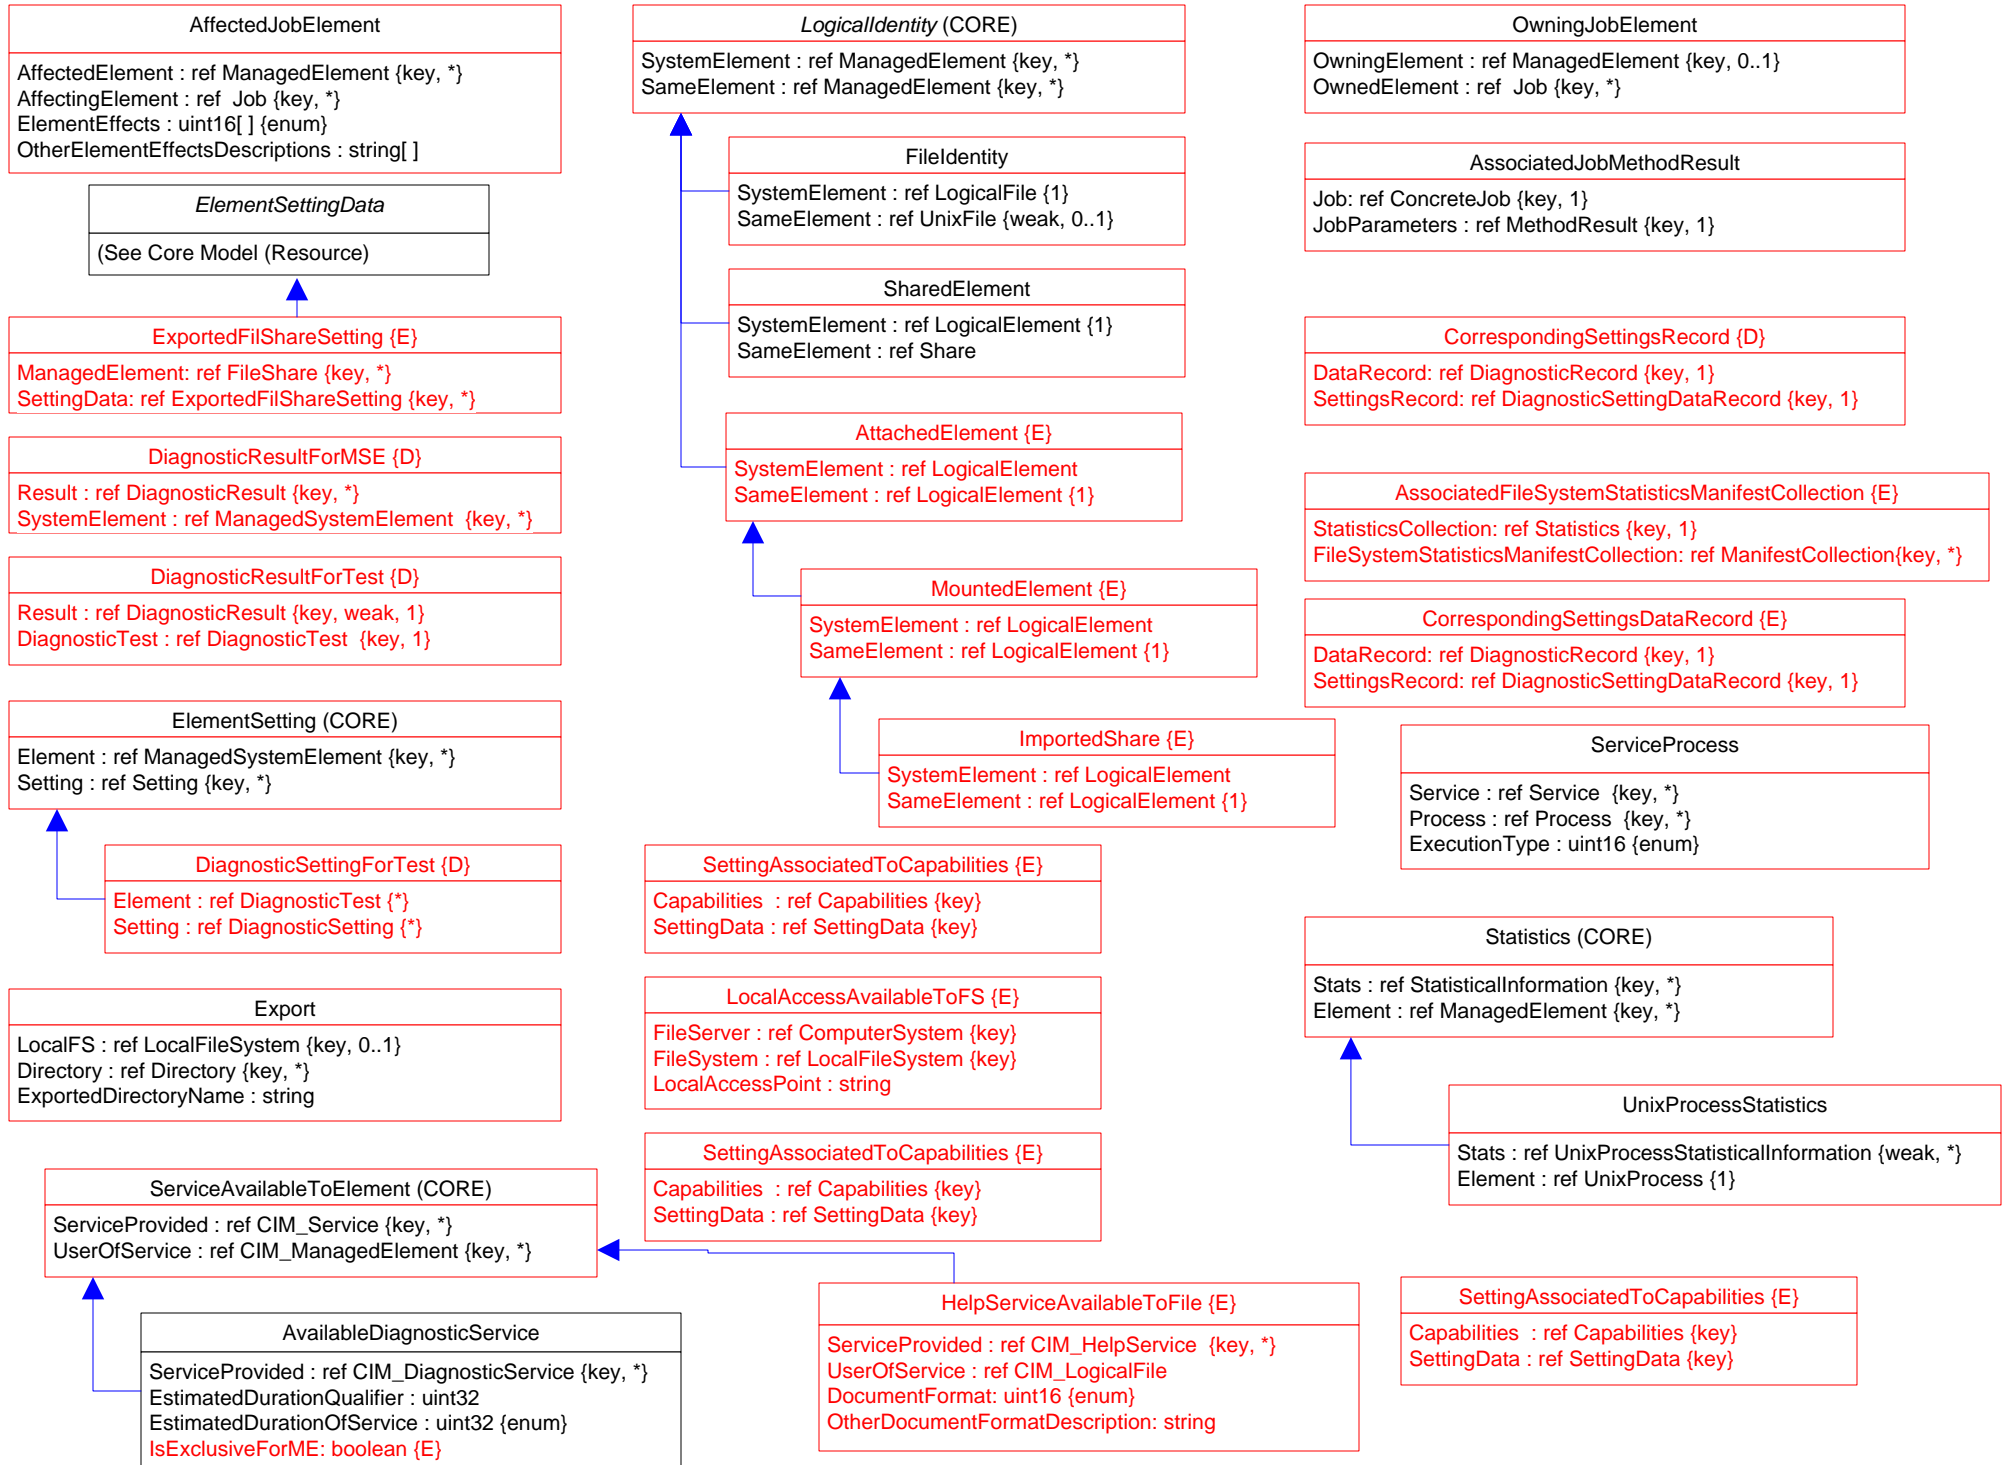 AffectedJobElement
AffectedElement : ref ManagedElement {key, *}
AffectingElement : ref  Job {key, *}
ElementEffects : uint16[ ] {enum}
OtherElementEffectsDescriptions : string[ ]
ElementSettingData
(See Core Model (Resource)
ExportedFilShareSetting {E}
ManagedElement: ref FileShare {key, *}
SettingData: ref ExportedFilShareSetting {key, *}
DiagnosticResultForMSE {D}
Result : ref DiagnosticResult {key, *}
SystemElement : ref ManagedSystemElement  {key, *}
DiagnosticResultForTest {D}
Result : ref DiagnosticResult {key, weak, 1}
DiagnosticTest : ref DiagnosticTest  {key, 1}
ElementSetting (CORE)
Element : ref ManagedSystemElement {key, *}
Setting : ref Setting {key, *}
DiagnosticSettingForTest {D}
Element : ref DiagnosticTest {*}
Setting : ref DiagnosticSetting {*}
Export
LocalFS : ref LocalFileSystem {key, 0..1}
Directory : ref Directory {key, *}
ExportedDirectoryName : string
ServiceAvailableToElement (CORE)
ServiceProvided : ref CIM_Service {key, *}
UserOfService : ref CIM_ManagedElement {key, *}
AvailableDiagnosticService
ServiceProvided : ref CIM_DiagnosticService {key, *}
EstimatedDurationQualifier : uint32
EstimatedDurationOfService : uint32 {enum}
IsExclusiveForME: boolean {E}
LogicalIdentity (CORE)
SystemElement : ref ManagedElement {key, *}
SameElement : ref ManagedElement {key, *}
FileIdentity
SystemElement : ref LogicalFile {1}
SameElement : ref UnixFile {weak, 0..1}
SharedElement
SystemElement : ref LogicalElement {1}
SameElement : ref Share
AttachedElement {E}
SystemElement : ref LogicalElement
SameElement : ref LogicalElement {1}
MountedElement {E}
SystemElement : ref LogicalElement
SameElement : ref LogicalElement {1}
ImportedShare {E}
SystemElement : ref LogicalElement
SameElement : ref LogicalElement {1}
SettingAssociatedToCapabilities {E}
Capabilities  : ref Capabilities {key}
SettingData : ref SettingData {key}
LocalAccessAvailableToFS {E}
FileServer : ref ComputerSystem {key}
FileSystem : ref LocalFileSystem {key}
LocalAccessPoint : string
SettingAssociatedToCapabilities {E}
Capabilities  : ref Capabilities {key}
SettingData : ref SettingData {key}
HelpServiceAvailableToFile {E}
ServiceProvided : ref CIM_HelpService  {key, *}
UserOfService : ref CIM_LogicalFile
DocumentFormat: uint16 {enum}
OtherDocumentFormatDescription: string
OwningJobElement
OwningElement : ref ManagedElement {key, 0..1}
OwnedElement : ref  Job {key, *}
AssociatedJobMethodResult
Job: ref ConcreteJob {key, 1}
JobParameters : ref MethodResult {key, 1}
CorrespondingSettingsRecord {D}
DataRecord: ref DiagnosticRecord {key, 1}
SettingsRecord: ref DiagnosticSettingDataRecord {key, 1}
AssociatedFileSystemStatisticsManifestCollection {E}
StatisticsCollection: ref Statistics {key, 1}
FileSystemStatisticsManifestCollection: ref ManifestCollection{key, *}
CorrespondingSettingsDataRecord {E}
DataRecord: ref DiagnosticRecord {key, 1}
SettingsRecord: ref DiagnosticSettingDataRecord {key, 1}
ServiceProcess
Service : ref Service  {key, *}
Process : ref Process  {key, *}
ExecutionType : uint16 {enum}
Statistics (CORE)
Stats : ref StatisticalInformation {key, *}
Element : ref ManagedElement {key, *}
UnixProcessStatistics
Stats : ref UnixProcessStatisticalInformation {weak, *}
Element : ref UnixProcess {1}
SettingAssociatedToCapabilities {E}
Capabilities  : ref Capabilities {key}
SettingData : ref SettingData {key}